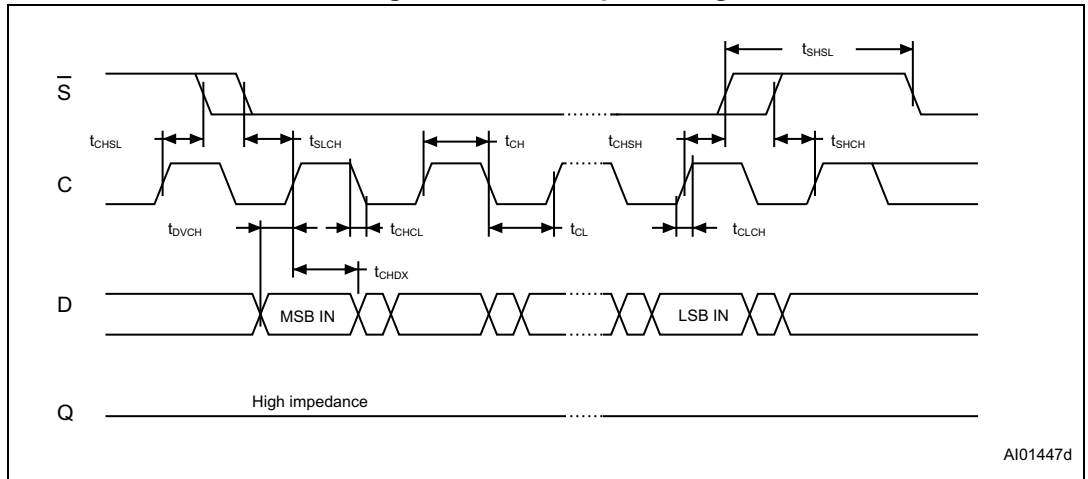 tSHSL
S
tCHSL
tSLCH
tCH
tCHSH
tSHCH
C
tDVCH
tCHCL
tCL
tCLCH
tCHDX
D
MSB IN
LSB IN
High impedance
Q
AI01447d